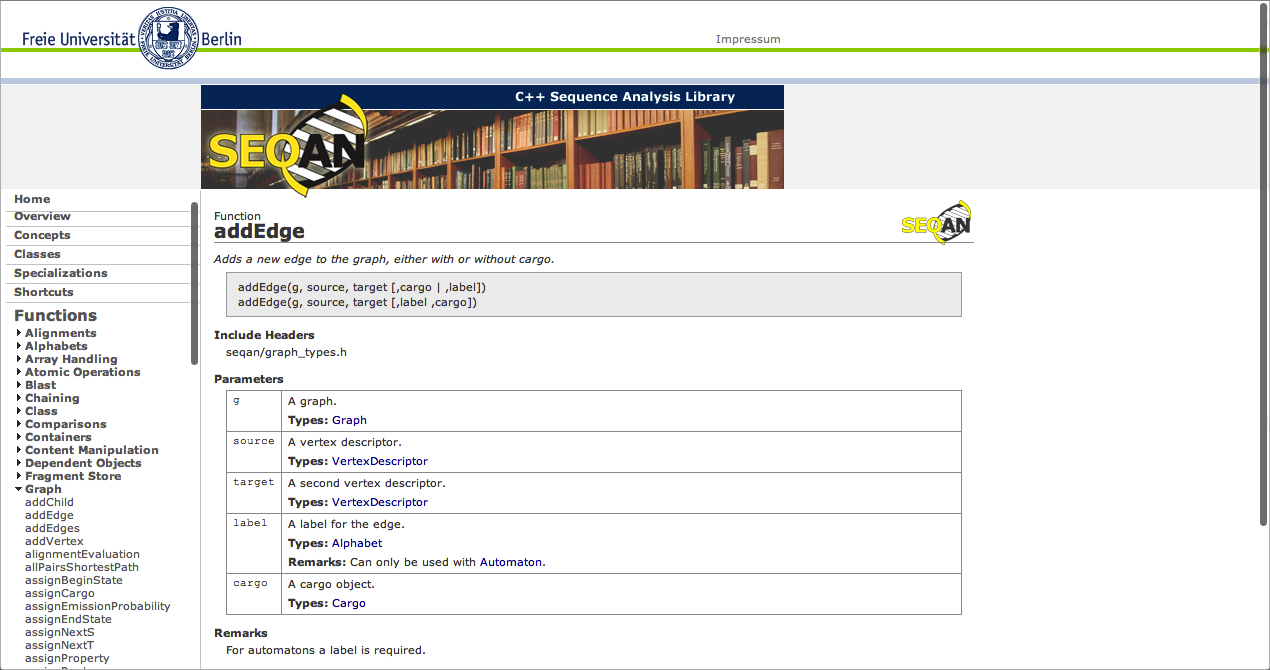 Freie Universität Berlin
Impressum
C++ Sequence Analysis Library
SEQAN
Home
Overview
Concepts
Classes
Specializations
Shortcuts
Functions
Alignments
Alphabets
Array Handling
Atomic Operations
Blast
Chaining
Class
Comparisons
Containers
Content Manipulation
Dependent Objects
Fragment Store
Graph
addChild
addEdge
addEdges
addVertex
alignmentEvaluation
allPairsShortestPath
assignBeginState
assignCargo
assignEmissionProbability
assignEndState
assignNextS
assignNextT
assignProperty
Function
addEdge
SEQAN
Adds a new edge to the graph, either with or without cargo.
addEdge(g, source, target [,cargo | ,label])
addEdge(g, source, target [,label ,cargo])
Include Headers
seqan/graph_types.h
Parameters
g A graph.
Types: Graph
source A vertex descriptor.
Types: VertexDescriptor
target A second vertex descriptor.
Types: VertexDescriptor
label A label for the edge.
Types: Alphabet
Remarks: Can only be used with Automaton.
cargo A cargo object.
Types: Cargo
Remarks
For automatons a label is required.